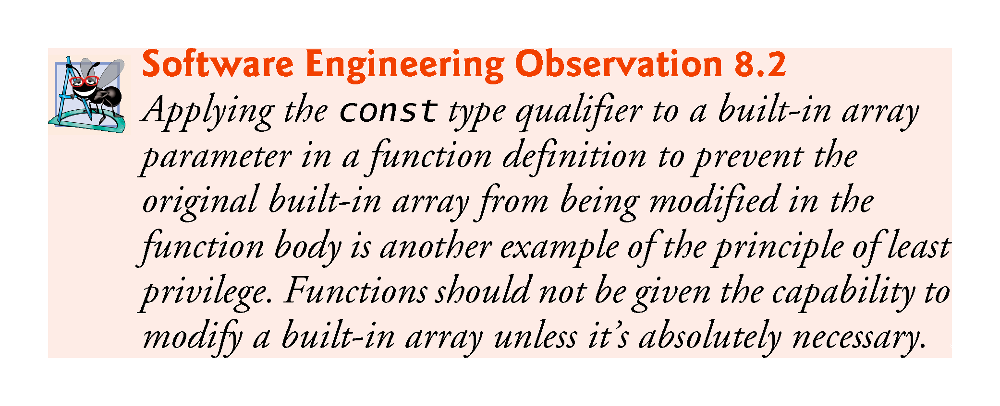 Software Engineering Observation 8.2
Applying the const type qualifier to a built-in array
parameter in a function definition to prevent the
original built-in array from being modified in the
function body is another example of the principle of least
privilege. Functions should not be given the capability to
modify a built-in array unless it’s absolutely necessary.